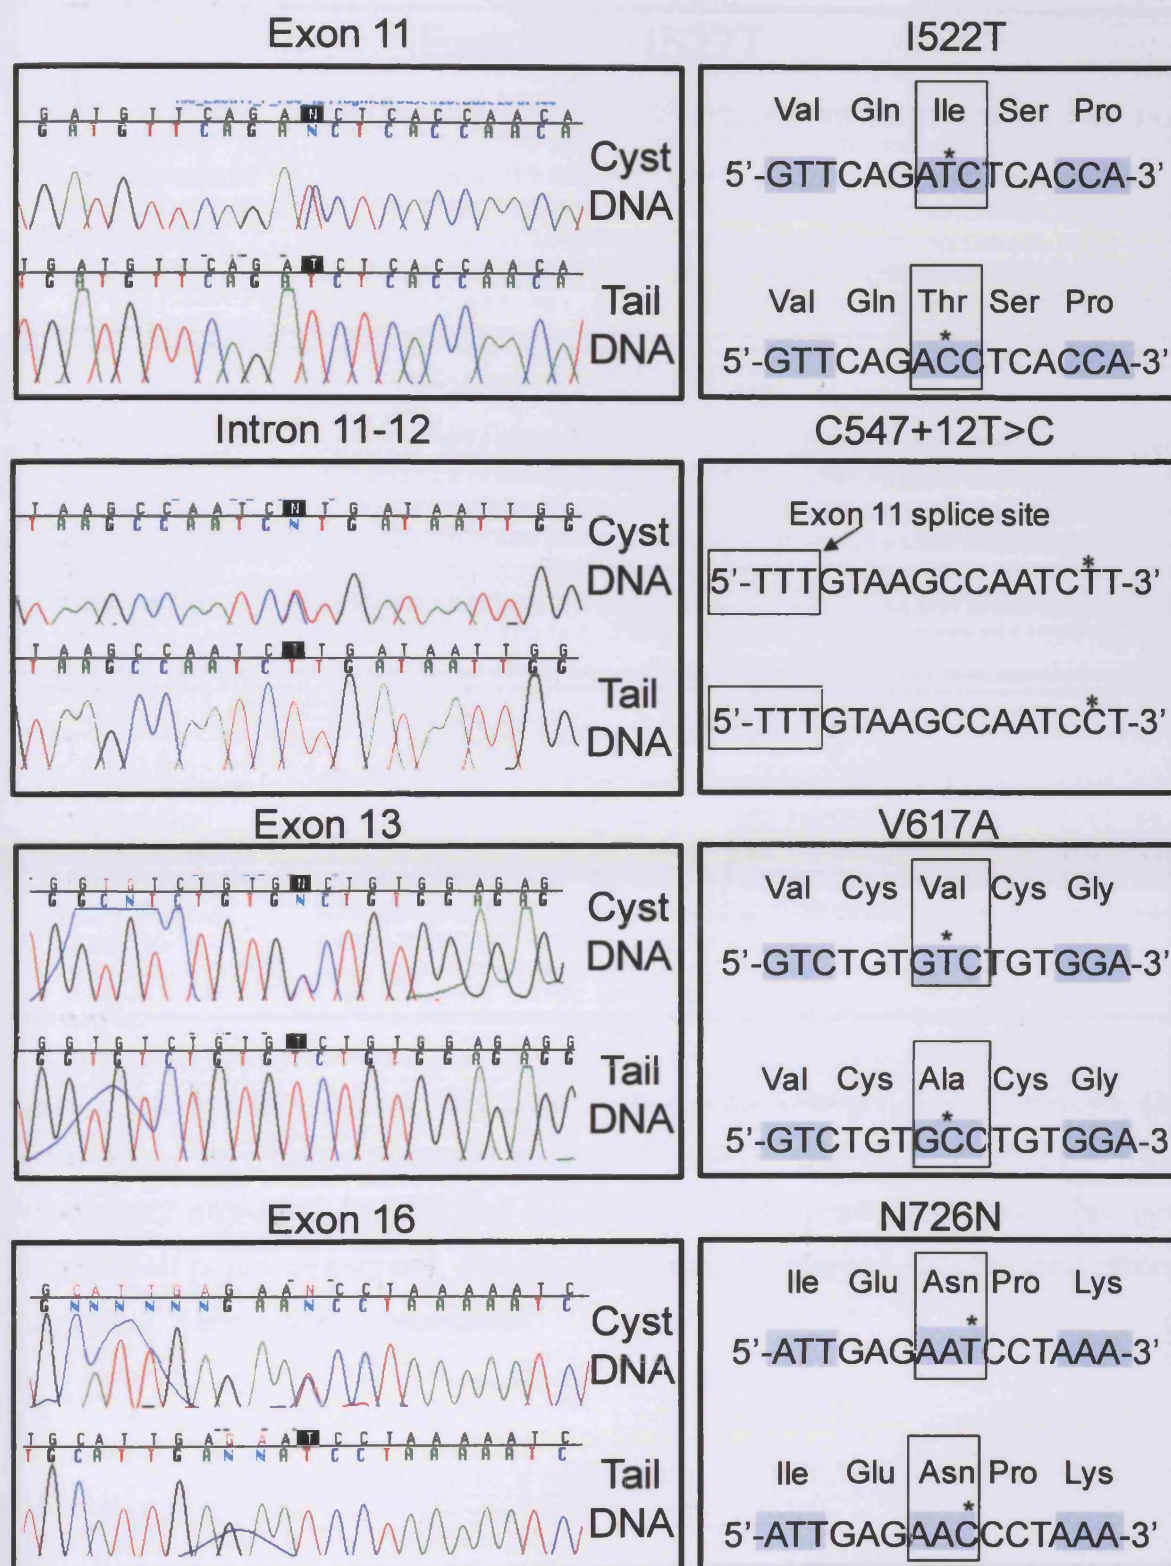 Exon 11
I522T
G A T G T T C A G A N C T C A C C A A C A
G A T G T T C A G A N C T C A C C A A C A
Cyst
DNA
T G A T G T T C A G A T C T C A C C A A C A
G A T G T T C A G A T C T C A C C A A C A
Tail
DNA
Val Gln Ile Ser Pro
*
5'-GTTCAGATCTCACCA-3'
Val Gln Thr Ser Pro
*
5'-GTTCAGACCTCACCA-3'
Intron 11-12
C547+12T>C
T A A G C C A A T C N T G A T A A T T G G
T A A G C C A A T C N T G A T A A T T G G
Cyst
DNA
T A A G C C A A T C T T G A T A A T T G G
T A A G C C A A T C T T G A T A A T T G G
Tail
DNA
Exon 11 splice site
*
5'-TTTGTAAGCCAATCTT-3'
*
5'-TTTGTAAGCCAATCCT-3'
Exon 13
V617A
G G T G T C T G T G N C T G T G G A G A G
G G C N T C T G T G N C T G T G G A G A G
Cyst
DNA
G G T G T C T G T G T C T G T G G A G A G G
G G T G T C T G T G T C T G T G G A G A G G
Tail
DNA
Val Cys Val Cys Gly
*
5'-GTCTGTGTCTGTGGA-3'
Val Cys Ala Cys Gly
*
5'-GTCTGTGCCTGTGGA-3
Exon 16
N726N
G C A T T G A G A A N C C T A A A A A T C
G N N N N N N G A A N C C T A A A A A T C
Cyst
DNA
T G C A T T G A G A A T C C T A A A A A T C
T G C A T T G A N N A T C C T A A A A A T C
Tail
DNA
Ile Glu Asn Pro Lys
*
5'-ATTGAGAATCCTAAA-3'
Ile Glu Asn Pro Lys
*
5'-ATTGAGAACCCTAAA-3'